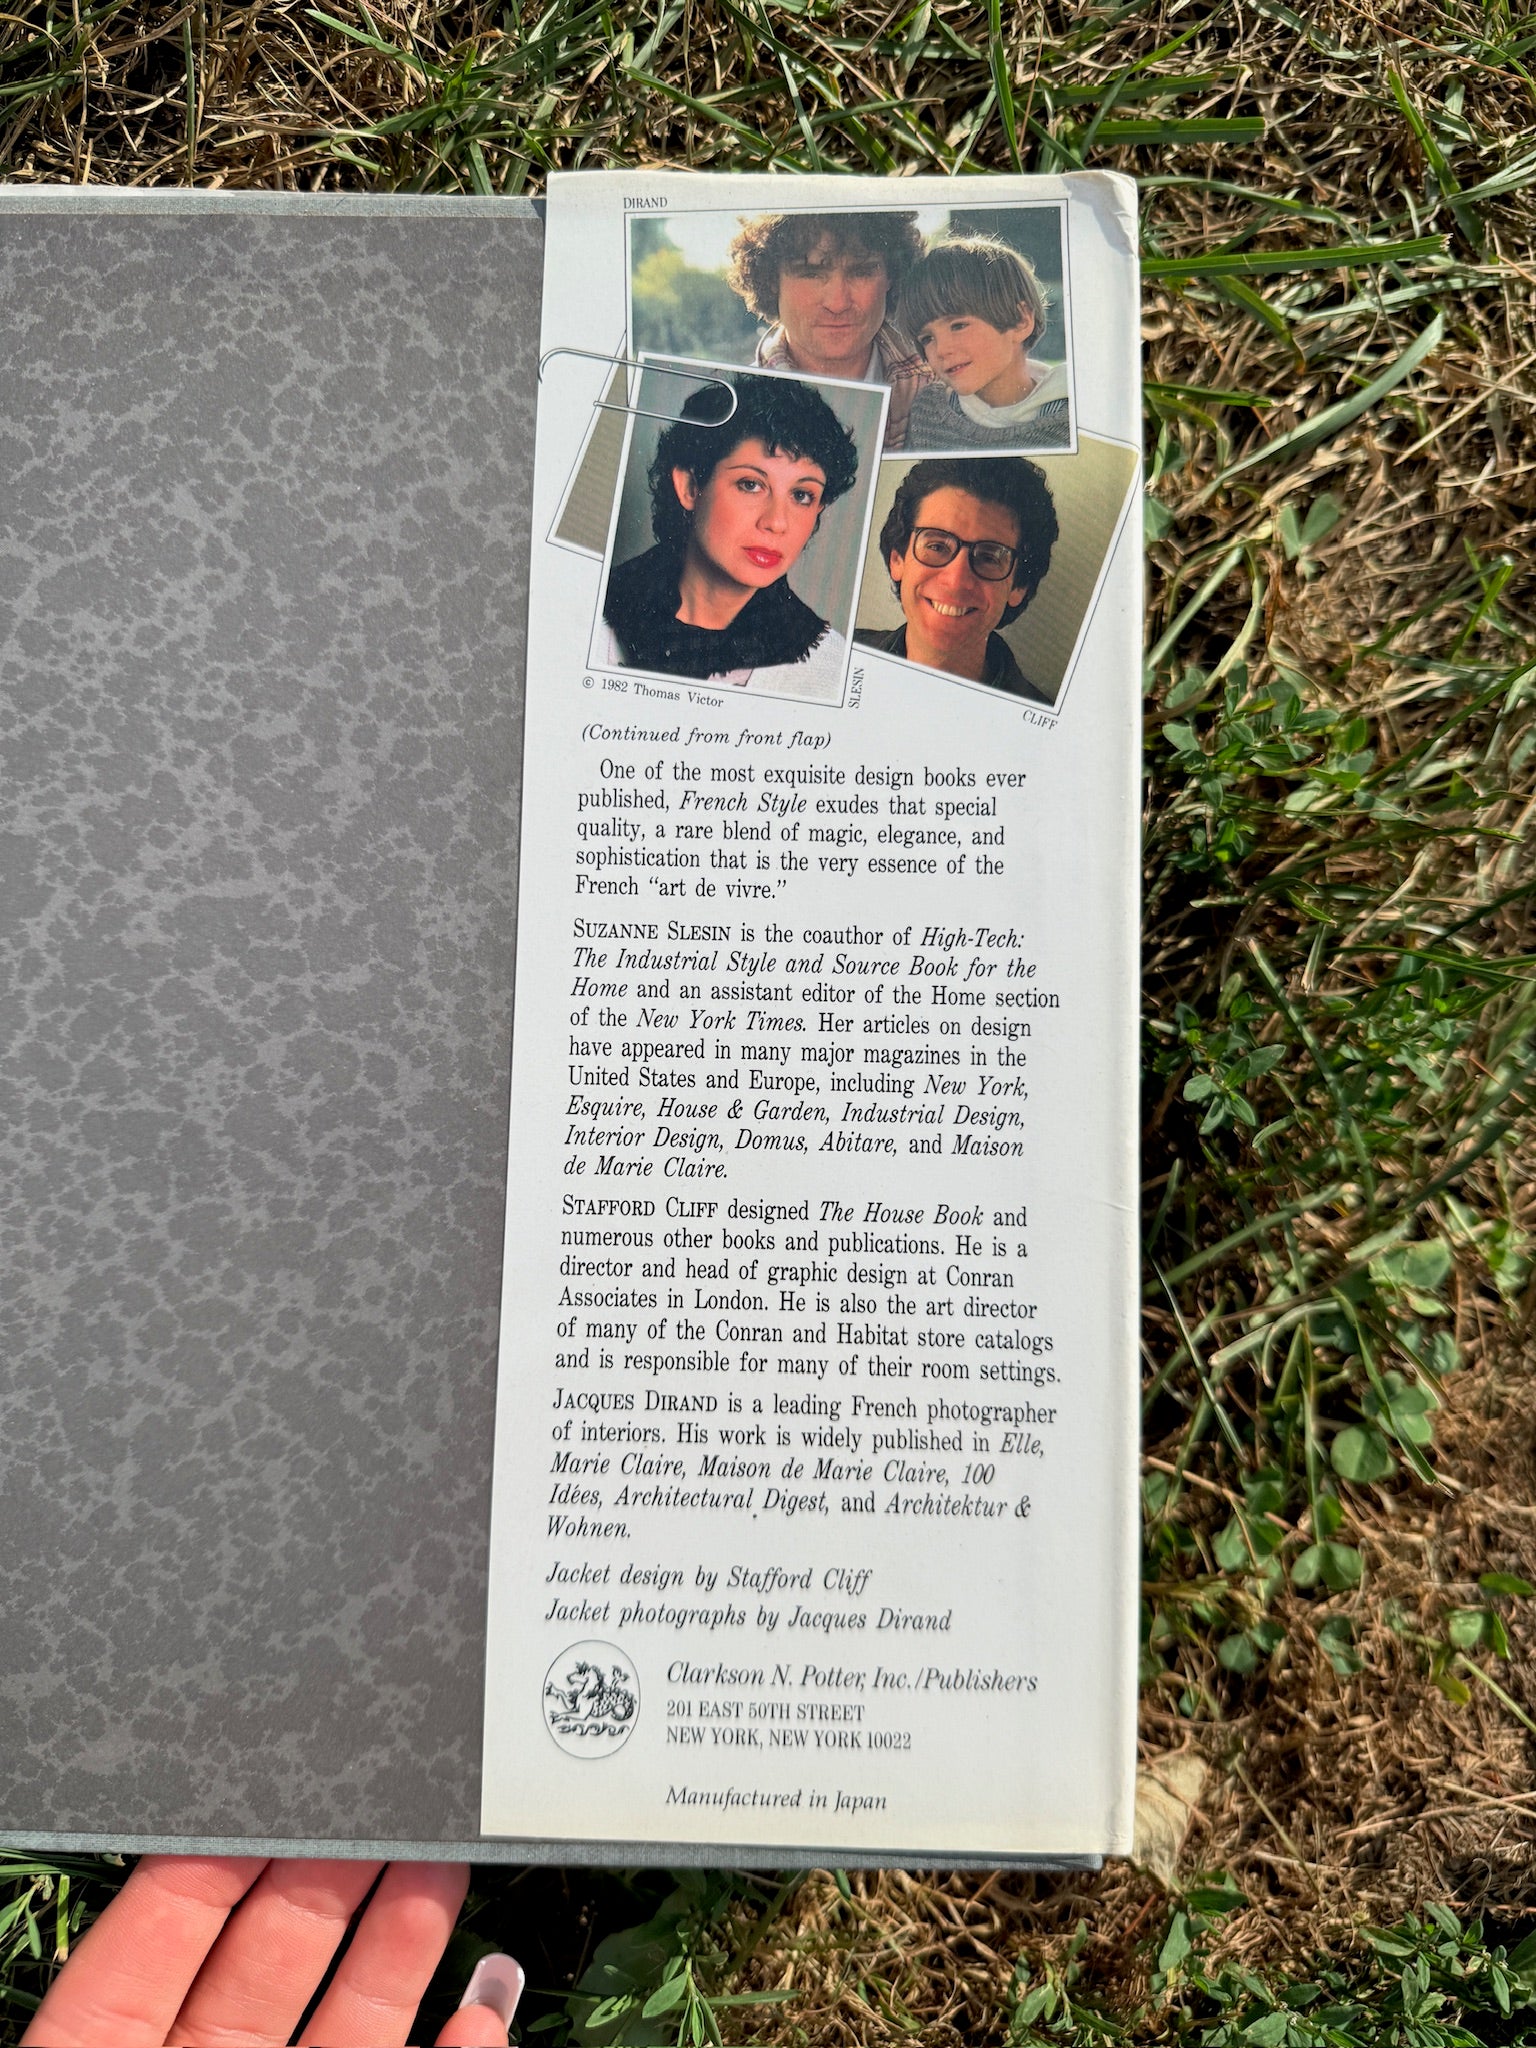 DIRAND
© 1982 Thomas Victor
SLESIN
CLIFF
(Continued from front flap)
One of the most exquisite design books ever
published, French Style exudes that special
quality, a rare blend of magic, elegance, and
sophistication that is the very essence of the
French “art de vivre.”
SUZANNE SLESIN is the coauthor of High-Tech:
The Industrial Style and Source Book for the
Home and an assistant editor of the Home section
of the New York Times. Her articles on design
have appeared in many major magazines in the
United States and Europe, including New York,
Esquire, House & Garden, Industrial Design,
Interior Design, Domus, Abitare, and Maison
de Marie Claire.
STAFFORD CLIFF designed The House Book and
numerous other books and publications. He is a
director and head of graphic design at Conran
Associates in London. He is also the art director
of many of the Conran and Habitat store catalogs
and is responsible for many of their room settings.
JACQUES DIRAND is a leading French photographer
of interiors. His work is widely published in Elle,
Marie Claire, Maison de Marie Claire, 100
Idées, Architectural Digest, and Architektur &
Wohnen.
Jacket design by Stafford Cliff
Jacket photographs by Jacques Dirand
Clarkson N. Potter, Inc./Publishers
201 EAST 50TH STREET
NEW YORK, NEW YORK 10022
Manufactured in Japan